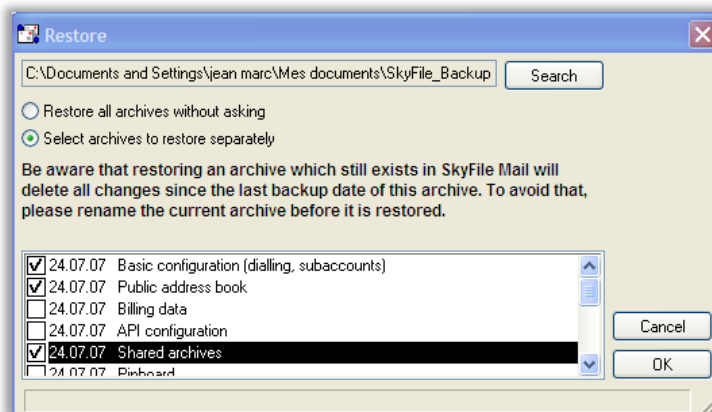 Restore
C:\Documents and Settings\jean marc\Mes documents\SkyFile_Backup
Search
Restore all archives without asking
Select archives to restore separately
Be aware that restoring an archive which still exists in SkyFile Mail will
delete all changes since the last backup date of this archive. To avoid that,
please rename the current archive before it is restored.
24.07.07 Basic configuration (dialling, subaccounts)
24.07.07 Public address book
24.07.07 Billing data
24.07.07 API configuration
24.07.07 Shared archives
24.07.07 Pinboard
Cancel
OK